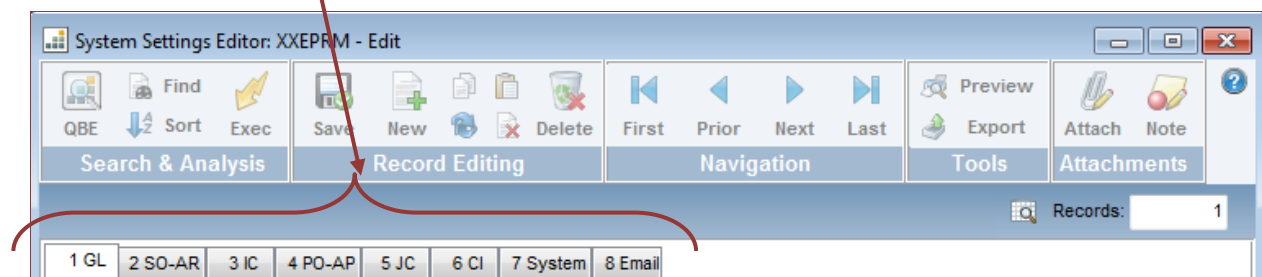 System Settings Editor: XXEPRM - Edit
Find Preview
QBE Sort Exec Save New Delete First Prior Next Last Export Attach Note
Search & Analysis Record Editing Navigation Tools Attachments
Records: 1
1 GL 2 SO-AR 3 IC 4 PO-AP 5 JC 6 CI 7 System 8 Email